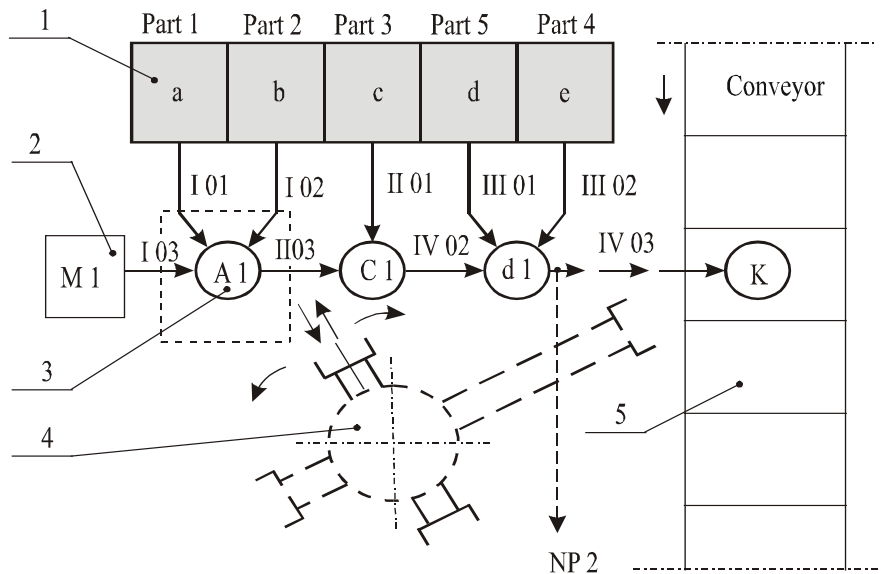 Part 1 Part 2 Part 3 Part 5 Part 4
1
a b c d e
Conveyor
2
I 01 I 02 II 01 III 01 III 02
I 03 II03 IV 02 IV 03
M 1 A 1 C 1 d 1 K
3
4
5
NP 2